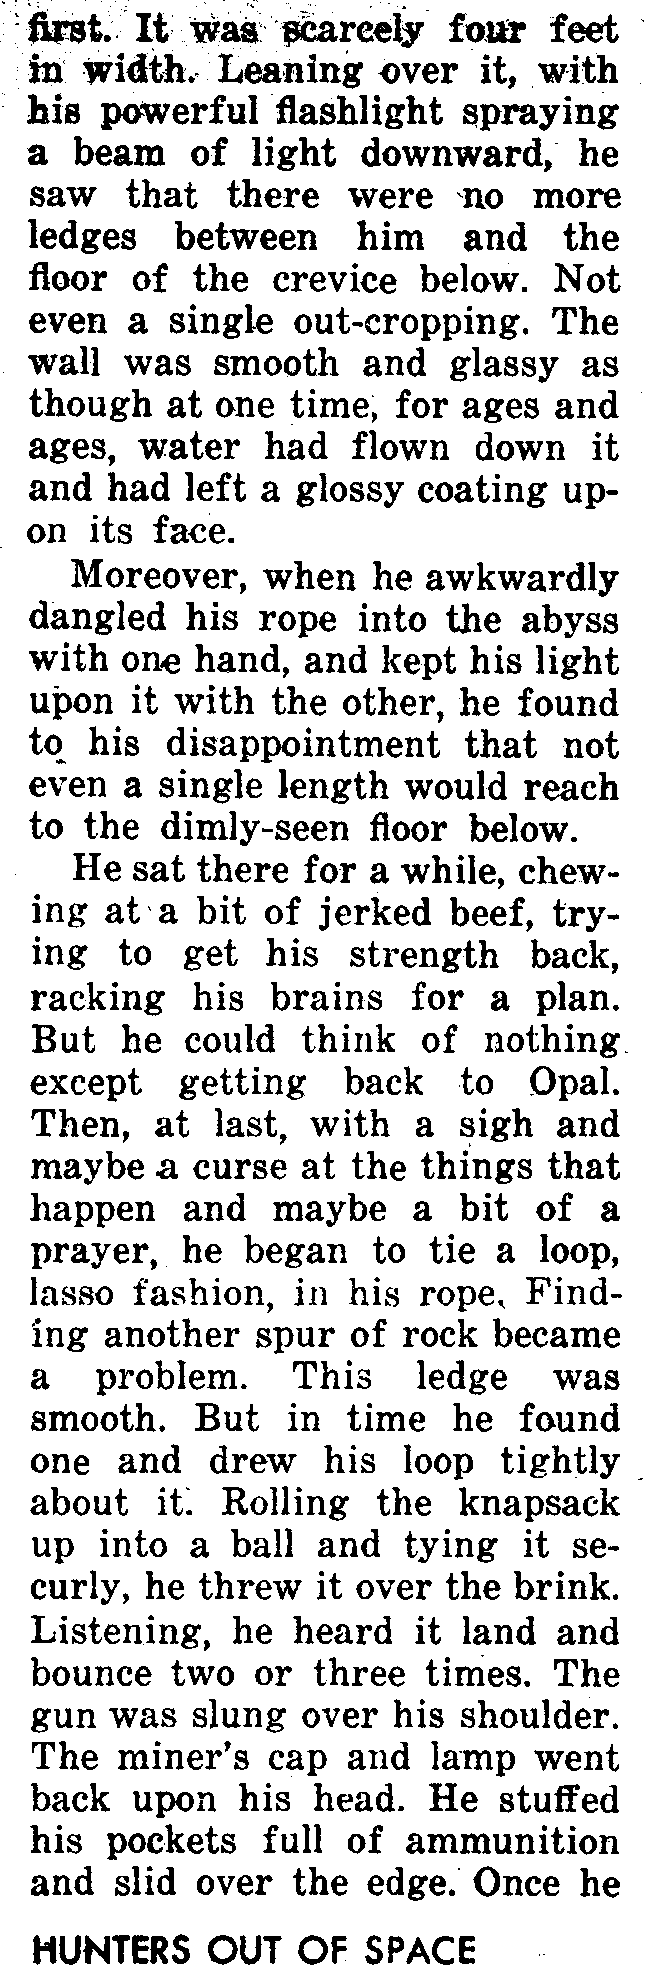 first. It was scarcely four feet
in width. Leaning over it, with
his powerful flashlight spraying
a beam of light downward, he
saw that there were no more
ledges between him and the
floor of the crevice below. Not
even a single out-cropping. The
wall was smooth and glassy as
though at one time, for ages and
ages, water had flown down it
and had left a glossy coating up-
on its face.
Moreover, when he awkwardly
dangled his rope into the abyss
with one hand, and kept his light
upon it with the other, he found
to his disappointment that not
even a single length would reach
to the dimly-seen floor below.
He sat there for a while, chew-
ing at a bit of jerked beef, try-
ing to get his strength back,
racking his brains for a plan.
But he could think of nothing
except getting back to Opal.
Then, at last, with a sigh and
maybe a curse at the things that
happen and maybe a bit of a
prayer, he began to tie a loop,
lasso fashion, in his rope. Find-
ing another spur of rock became
a problem. This ledge was
smooth. But in time he found
one and drew his loop tightly
about it. Rolling the knapsack
up into a ball and tying it se-
curly, he threw it over the brink.
Listening, he heard it land and
bounce two or three times. The
gun was slung over his shoulder.
The miner's cap and lamp went
back upon his head. He stuffed
his pockets full of ammunition
and slid over the edge. Once he
HUNTERS OUT OF SPACE